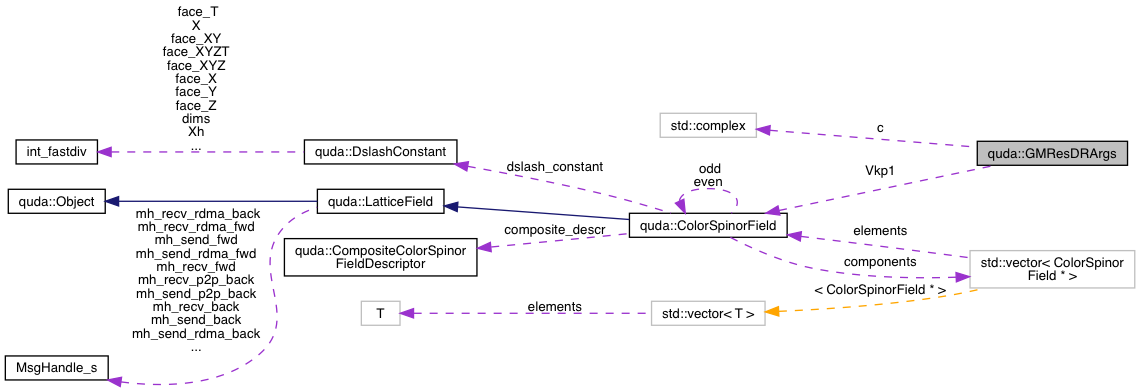 face_T
X
face_XY
face_XYZT
face_XYZ
face_X
face_Y
face_Z
dims
Xh
...
int_fastdiv
quda::DslashConstant
dslash_constant
std::complex
c
quda::GMResDRArgs
Vkp1
odd
even
quda::Object
quda::LatticeField
quda::ColorSpinorField
mh_recv_rdma_back
mh_recv_rdma_fwd
mh_send_fwd
mh_send_rdma_fwd
mh_recv_fwd
mh_recv_p2p_back
mh_send_p2p_back
mh_recv_back
mh_send_back
mh_send_rdma_back
...
composite_descr
quda::CompositeColorSpinor
FieldDescriptor
elements
components
std::vector< ColorSpinor
Field * >
< ColorSpinorField * >
T
elements
std::vector< T >
MsgHandle_s